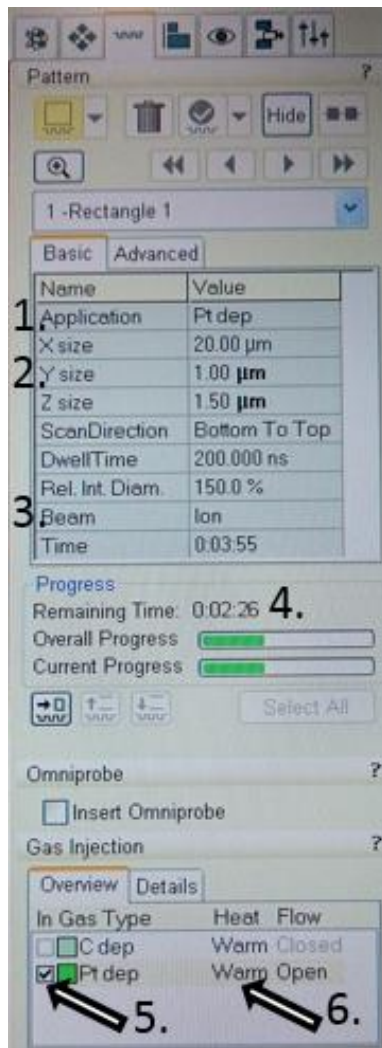 Pattern ?
Hide
1 -Rectangle 1
Basic Advanced
Name Value
1. Application Pt dep
X size 20.00 µm
2. Y size 1.00 µm
Z size 1.50 µm
ScanDirection Bottom To Top
DwellTime 200.000 ns
Rel. Int. Diam. 150.0 %
3. Beam Ion
Time 0:03:55
Progress
Remaining Time: 0:02:26 4.
Overall Progress
Current Progress
Select All
Omniprobe ?
Insert Omniprobe
Gas Injection ?
Overview Details
In Gas Type Heat Flow
C dep Warm Closed
Pt dep Warm Open
5. 6.